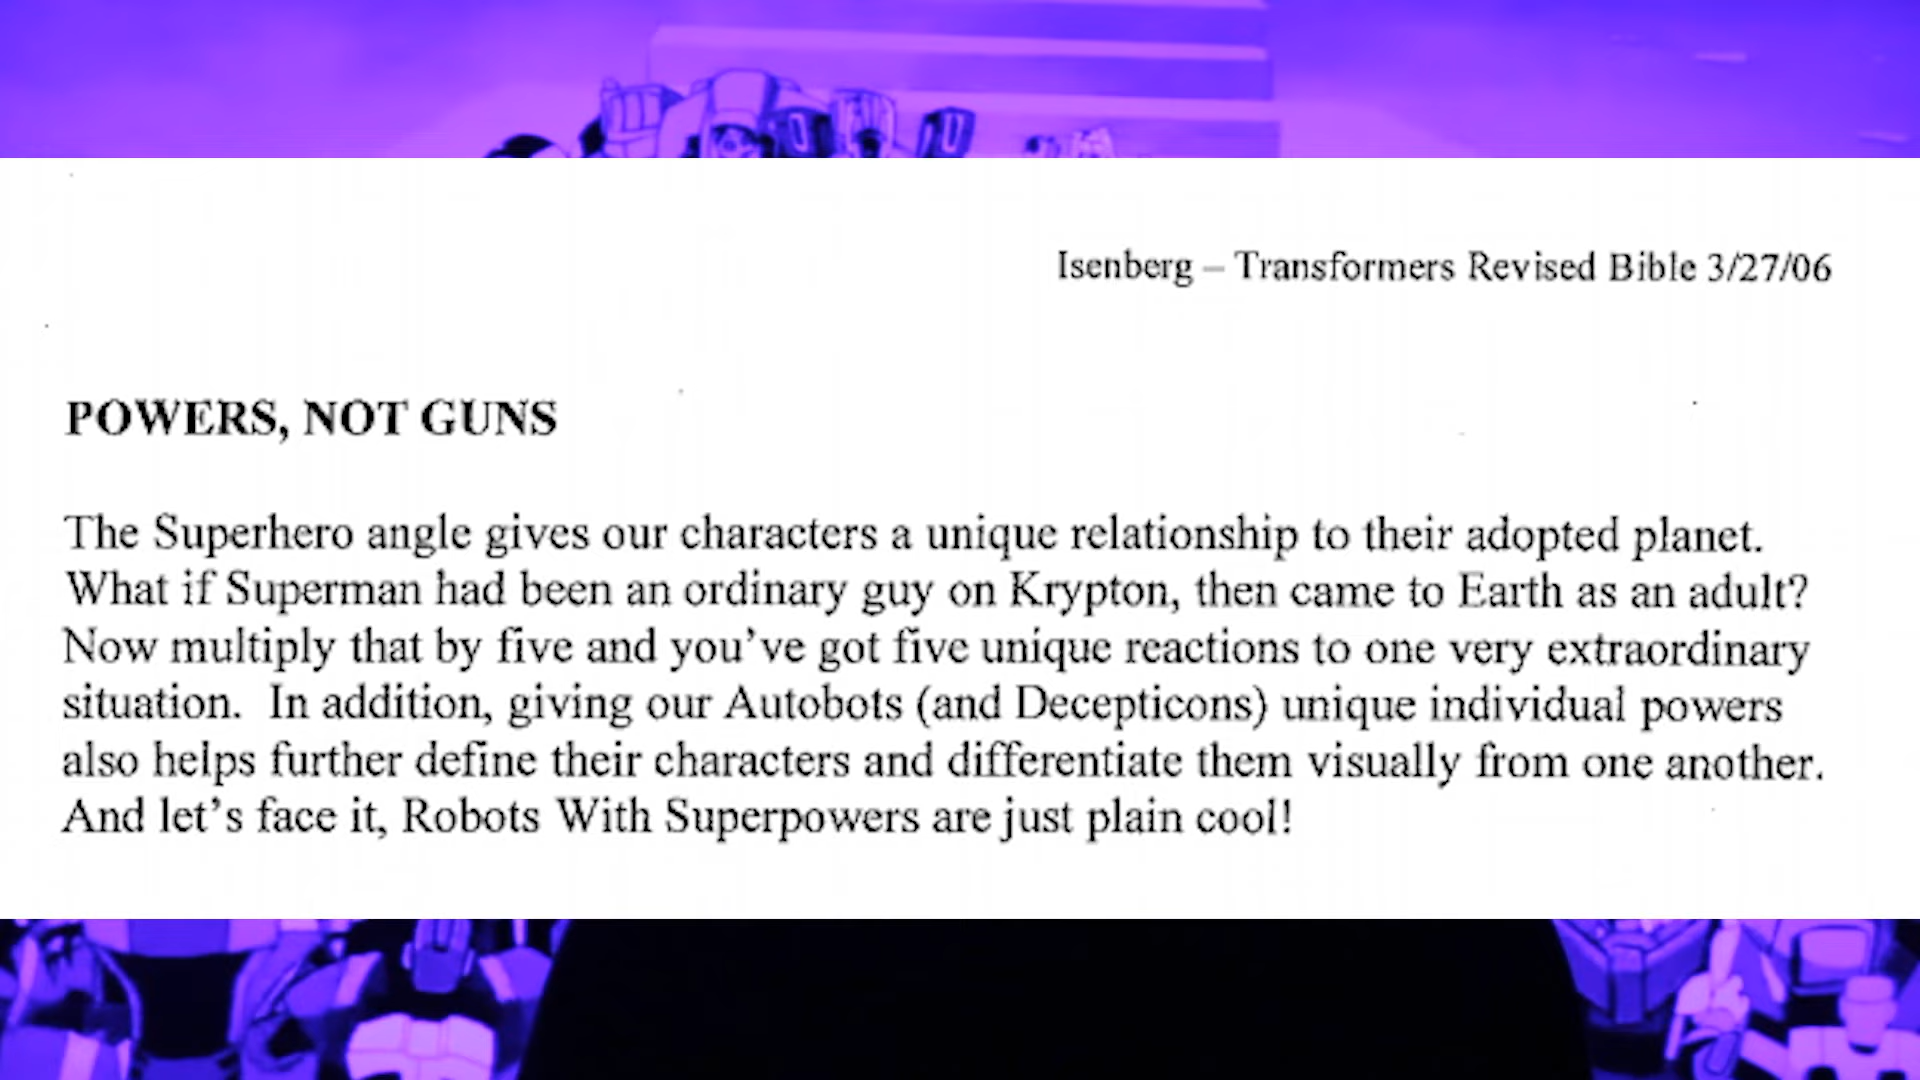 Isenberg – Transformers Revised Bible 3/27/06
POWERS, NOT GUNS
The Superhero angle gives our characters a unique relationship to their adopted planet.
What if Superman had been an ordinary guy on Krypton, then came to Earth as an adult?
Now multiply that by five and you’ve got five unique reactions to one very extraordinary
situation.  In addition, giving our Autobots (and Decepticons) unique individual powers
also helps further define their characters and differentiate them visually from one another.
And let’s face it, Robots With Superpowers are just plain cool!